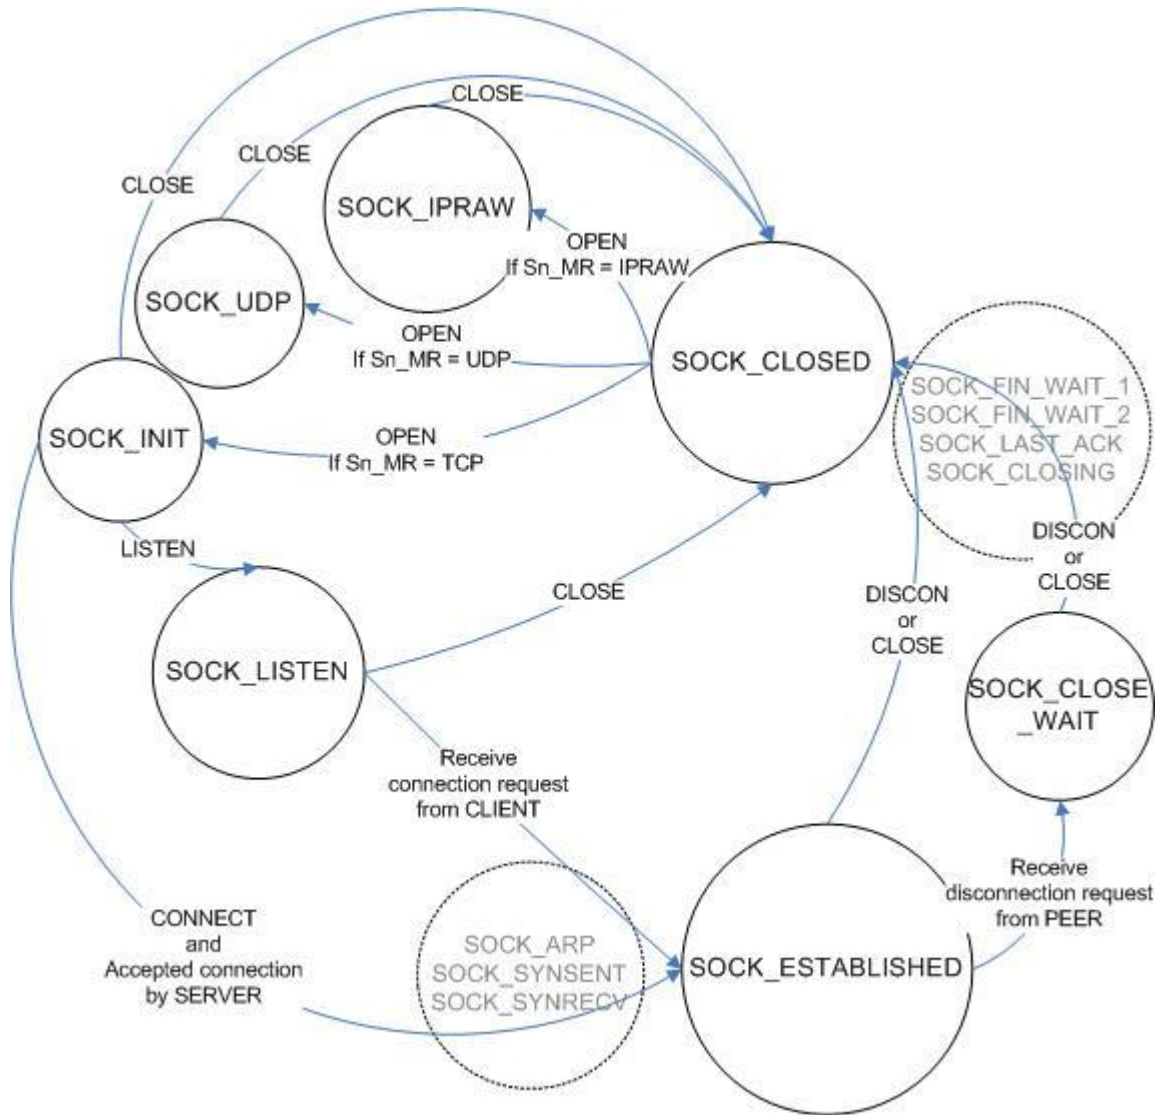 CLOSE
CLOSE
CLOSE
SOCK_IPRAW
OPEN
If Sn_MR = IPRAW
SOCK_UDP
OPEN
If Sn_MR = UDP
SOCK_CLOSED
SOCK_FIN_WAIT_1
SOCK_FIN_WAIT_2
SOCK_LAST_ACK
SOCK_CLOSING
SOCK_INIT
OPEN
If Sn_MR = TCP
LISTEN
CLOSE
DISCON
or
CLOSE
DISCON
or
CLOSE
SOCK_LISTEN
SOCK_CLOSE
_WAIT
Receive
connection request
from CLIENT
Receive
disconnection request
from PEER
CONNECT
and
Accepted connection
by SERVER
SOCK_ARP
SOCK_SYNSENT
SOCK_SYNRECV
SOCK_ESTABLISHED